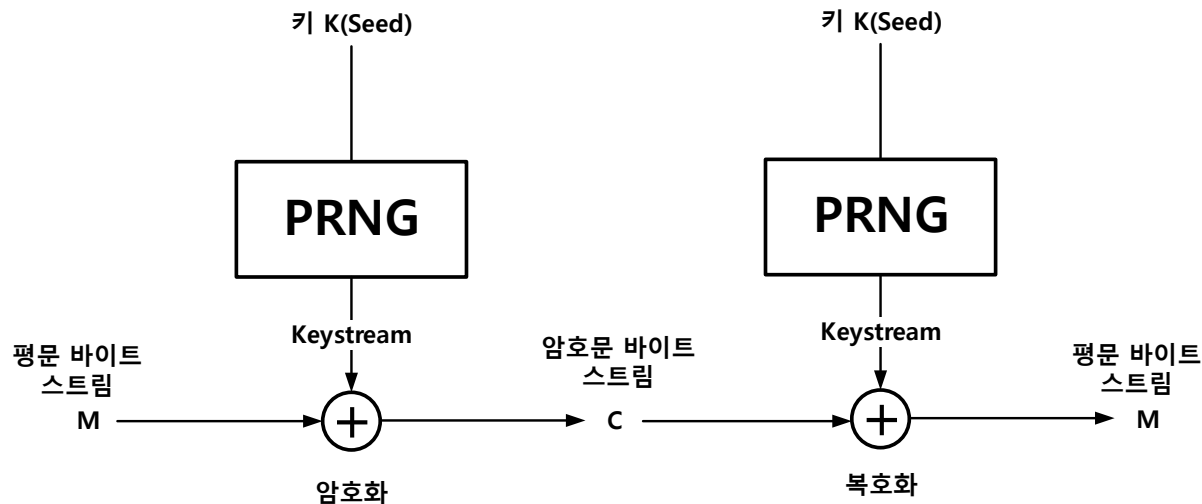 키 K(Seed)
키 K(Seed)
PRNG
PRNG
Keystream
Keystream
평문 바이트
스트림
M
암호문 바이트
스트림
C
평문 바이트
스트림
M
암호화
복호화